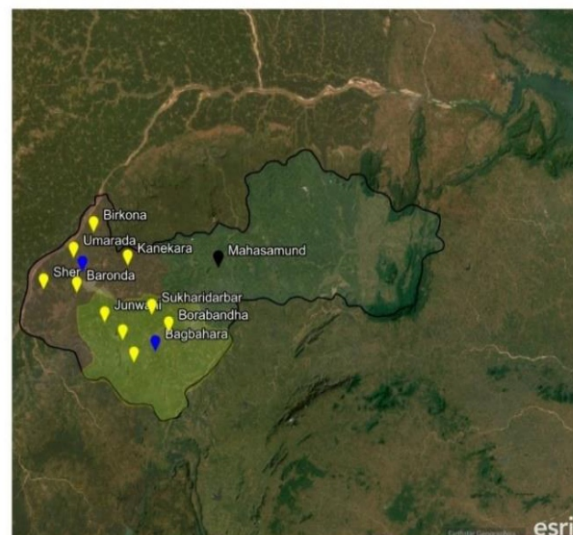 Birkona
Umarada
Kanekara
Mahasamund
Sher
Baronda
Sukharidarbar
Junwani
Borabandha
Bagbahara
esri